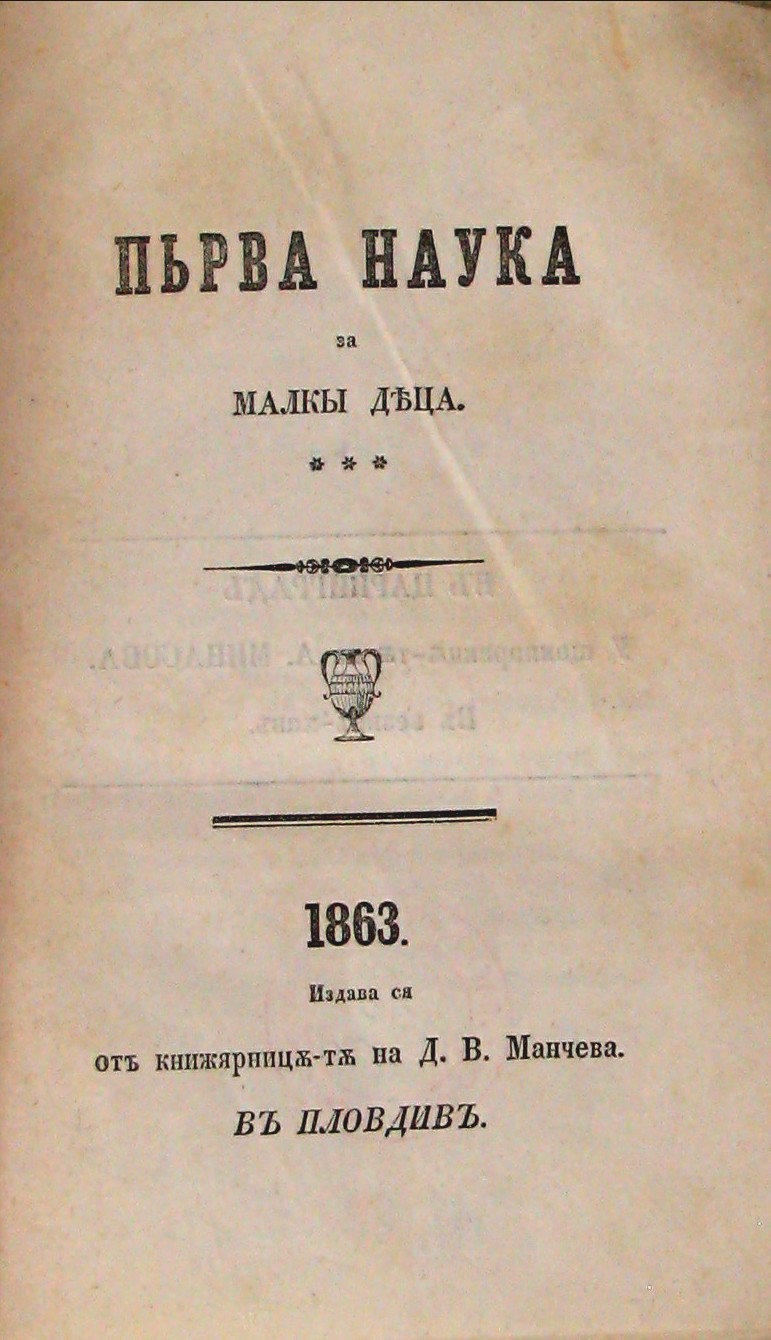 ПЬРВА НАУКА
за
МАЛКЫ ДѢЦА.
* * *
1863.
Издава ся
отъ книжярницѫ-тѫ на Д. В. Манчева.
ВЪ ПЛОВДИВЪ.